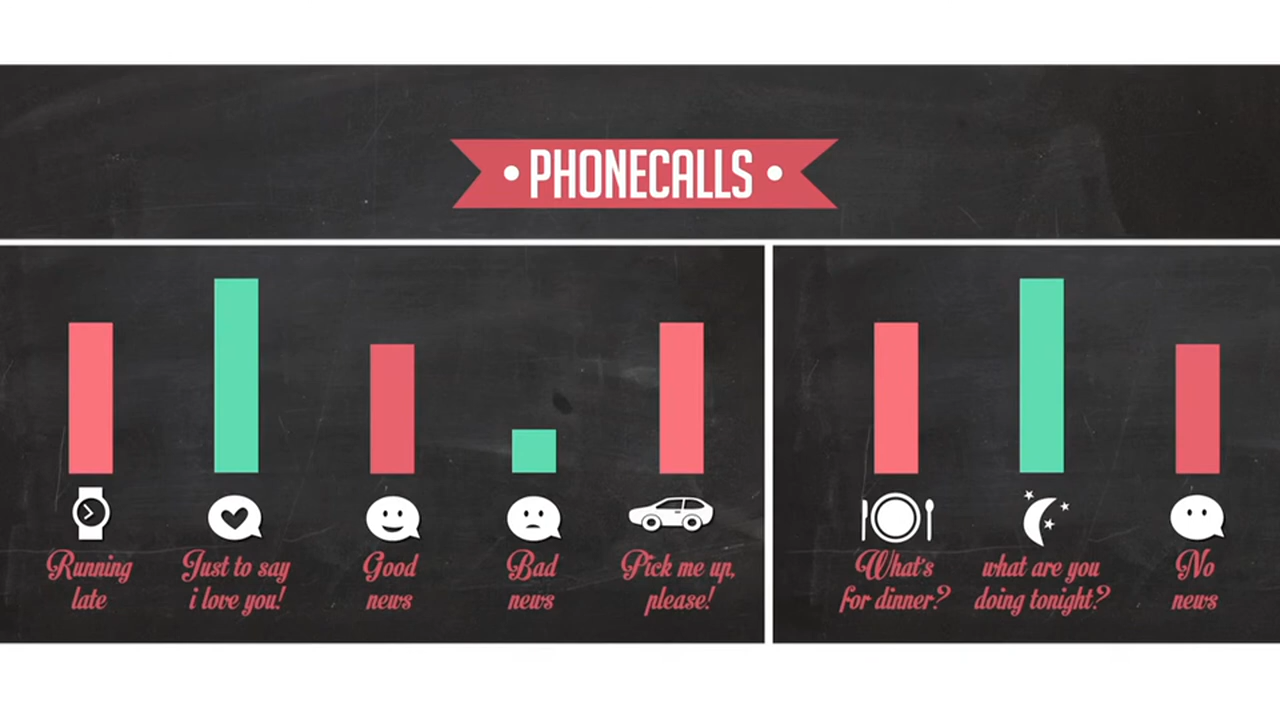 • PHONECALLS •
Running
late
Just to say
i love you!
Good
news
Bad
news
Pick me up,
please!
What's
for dinner?
what are you
doing tonight?
No
news